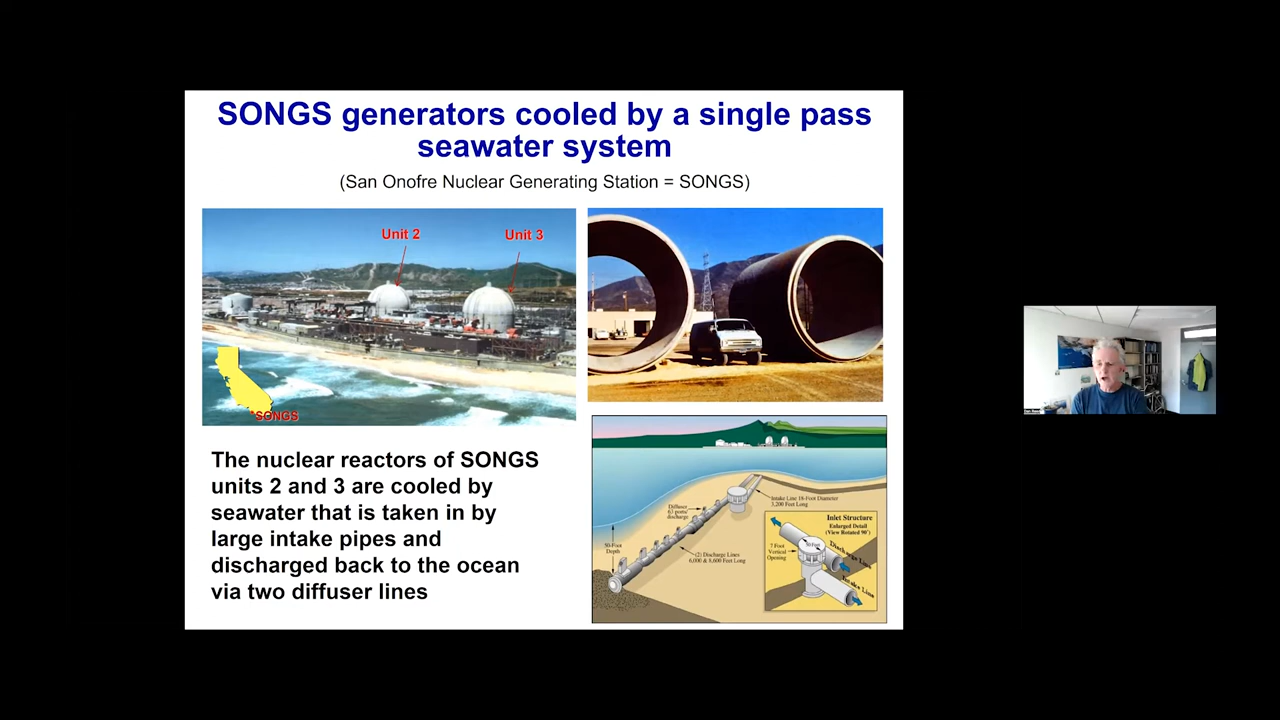 SONGS generators cooled by a single pass
seawater system
(San Onofre Nuclear Generating Station = SONGS)
Unit 2
Unit 3
SONGS
The nuclear reactors of SONGS
units 2 and 3 are cooled by
seawater that is taken in by
large intake pipes and
discharged back to the ocean
via two diffuser lines
Intake Line 18-Foot Diameter
3,200 Feet Long
Diffuser
63 ports/
discharge
50-Foot
Depth
(2) Discharge Lines
6,000 & 8,600 Feet Long
Inlet Structure
Enlarged Detail
(View Rotated 90°)
7 Foot
Vertical
Opening
Discharge Line
Intake Line